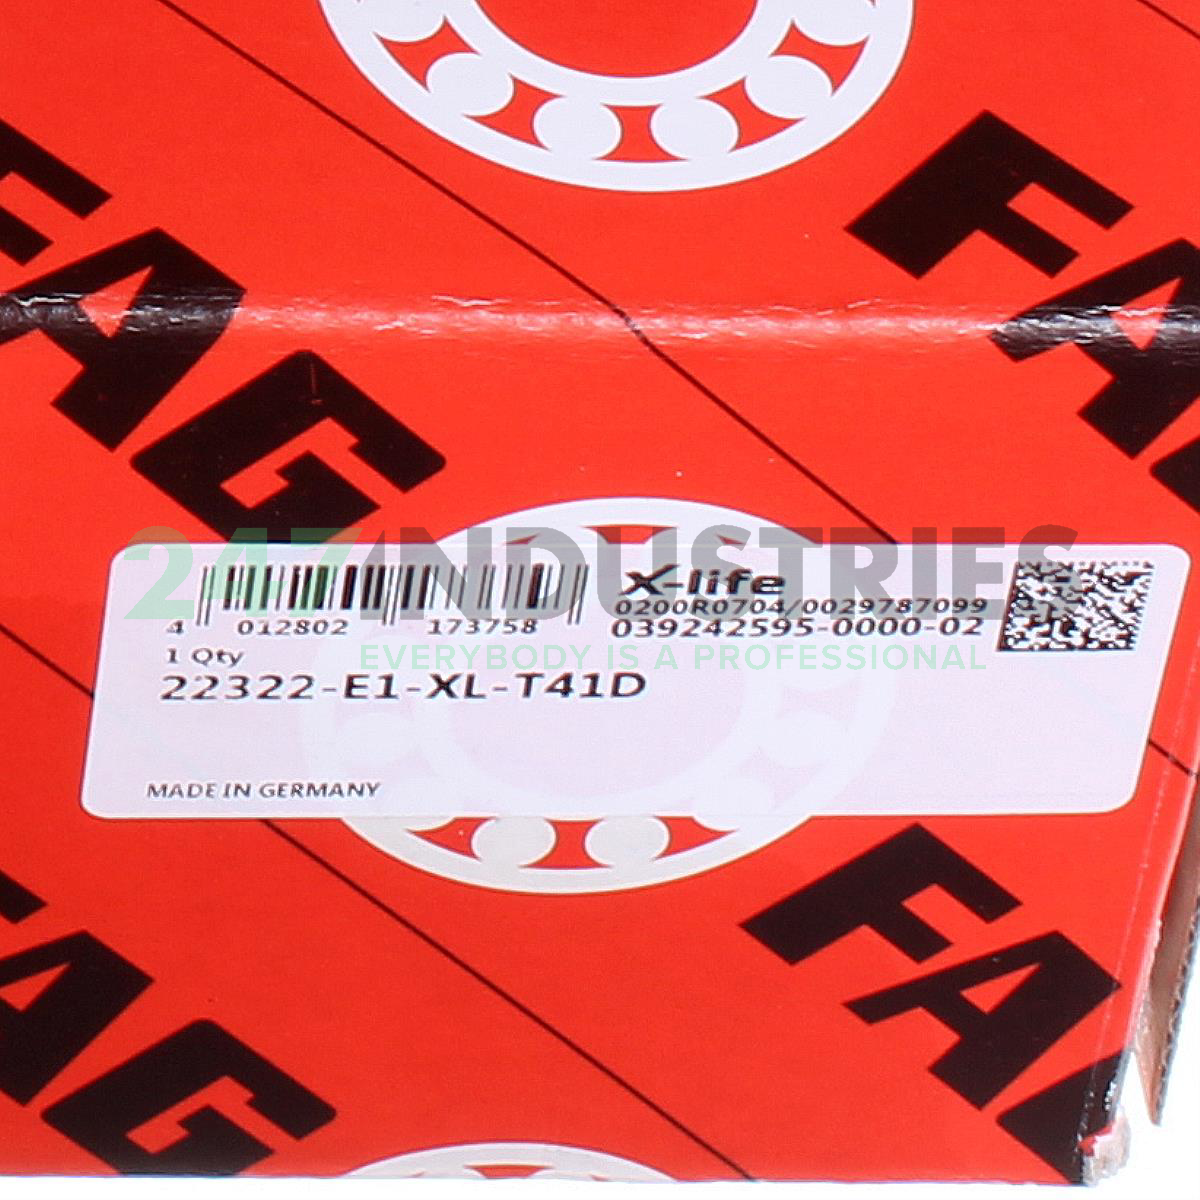 FAG
FA
FAG
247INDUSTRIES
X-life
0200R0704/0029787099
4 012802 173758
039242595-0000-02
1 Qty
EVERYBODY IS A PROFESSIONAL
22322-E1-XL-T41D
MADE IN GERMANY
FAG
FAG